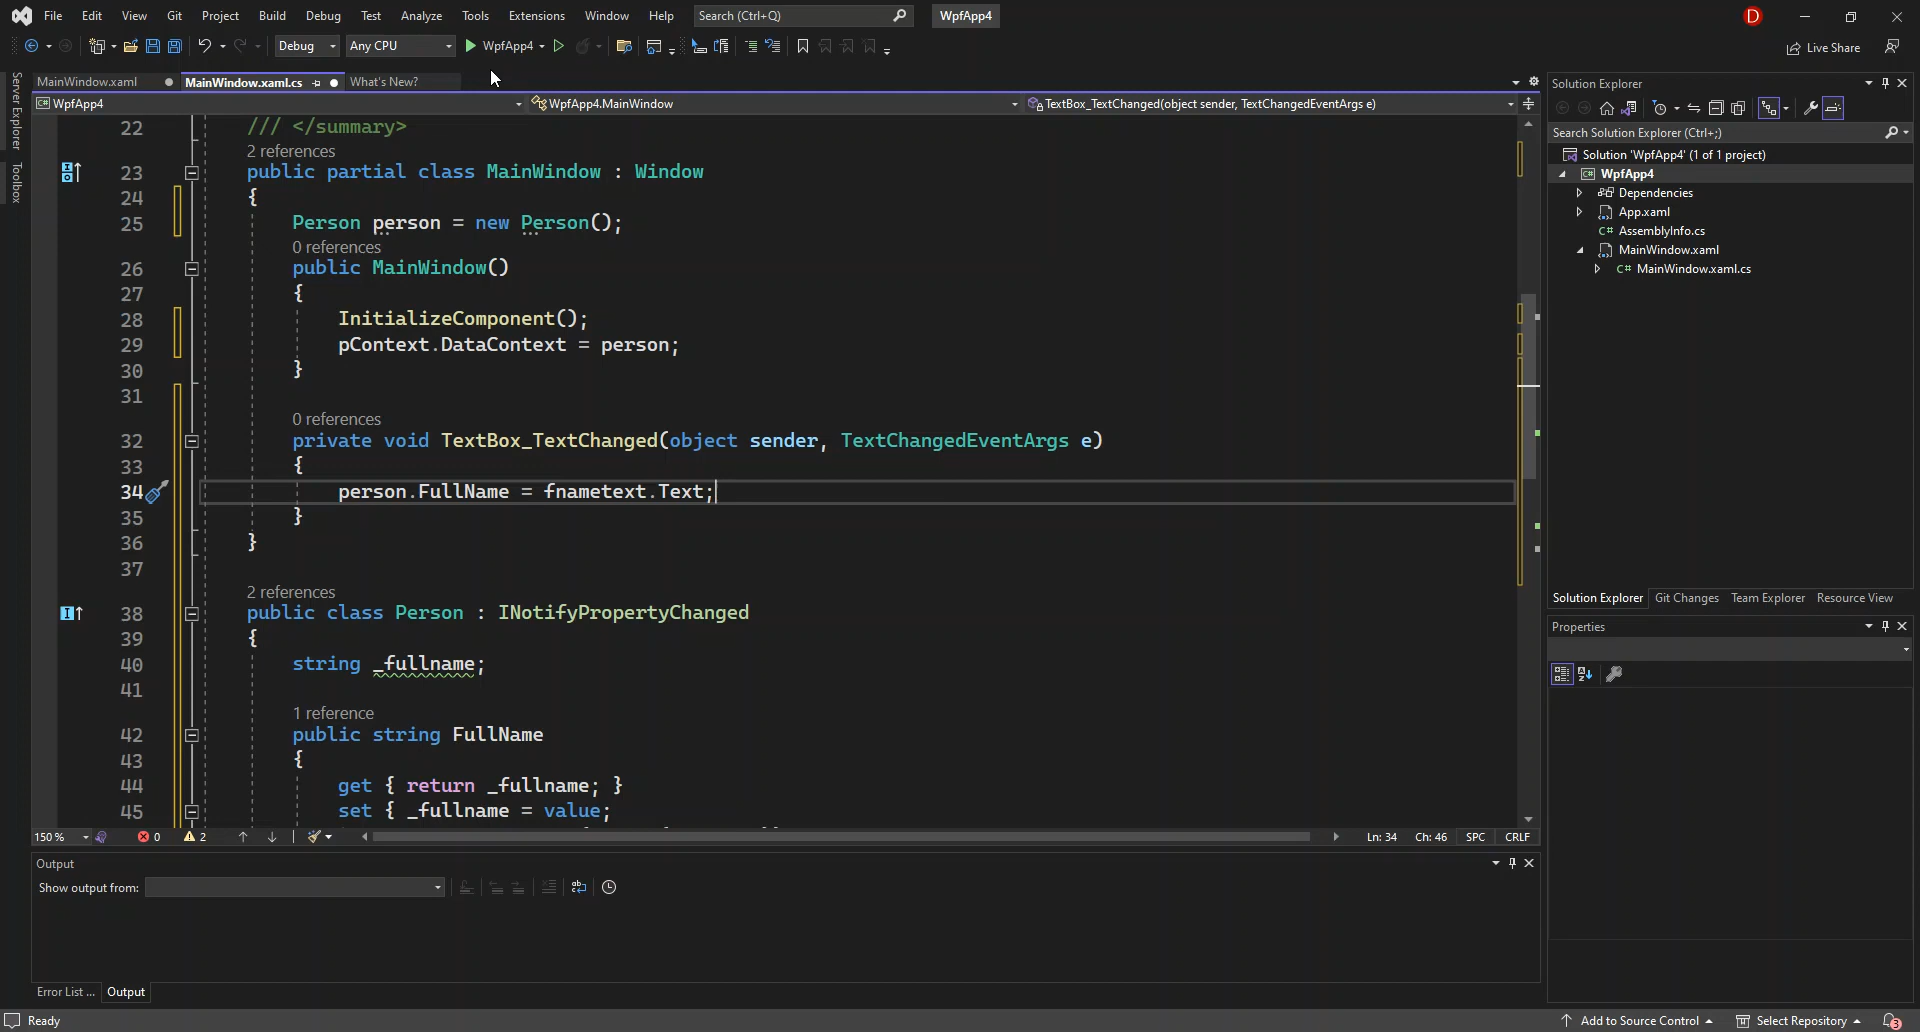 File Edit View Git Project Build Debug Test Analyze Tools Extensions Window Help Search (Ctrl+Q) WpfApp4 D
Debug Any CPU WpfApp4 Live Share
Server Explorer
Toolbox
MainWindow.xaml MainWindow.xaml.cs What's New?
WpfApp4 WpfApp4.MainWindow TextBox_TextChanged(object sender, TextChangedEventArgs e)
22 /// </summary>
2 references
23 public partial class MainWindow : Window
24 {
25 Person person = new Person();
0 references
26 public MainWindow()
27 {
28 InitializeComponent();
29 pContext.DataContext = person;
30 }
31
0 references
32 private void TextBox_TextChanged(object sender, TextChangedEventArgs e)
33 {
34 person.FullName = fnametext.Text;
35 }
36 }
37
2 references
38 public class Person : INotifyPropertyChanged
39 {
40 string _fullname;
41
1 reference
42 public string FullName
43 {
44 get { return _fullname; }
45 set { _fullname = value;
150 % 0 2 Ln: 34 Ch: 46 SPC CRLF
Output
Show output from:
Error List ... Output
Solution Explorer
Search Solution Explorer (Ctrl+;)
Solution 'WpfApp4' (1 of 1 project)
WpfApp4
Dependencies
App.xaml
AssemblyInfo.cs
MainWindow.xaml
MainWindow.xaml.cs
Solution Explorer Git Changes Team Explorer Resource View
Properties
Ready Add to Source Control Select Repository 3